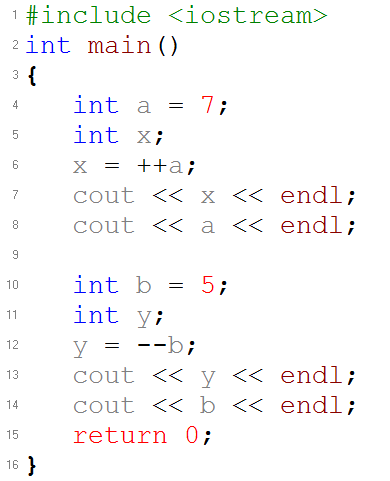 1 #include <iostream>
2 int main()
3 {
4 int a = 7;
5 int x;
6 x = ++a;
7 cout << x << endl;
8 cout << a << endl;
9
10 int b = 5;
11 int y;
12 y = --b;
13 cout << y << endl;
14 cout << b << endl;
15 return 0;
16 }